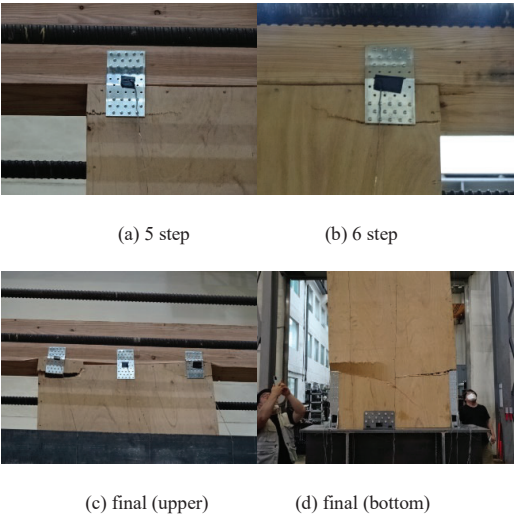 (a) 5 step
(b) 6 step
(c) final (upper)
(d) final (bottom)